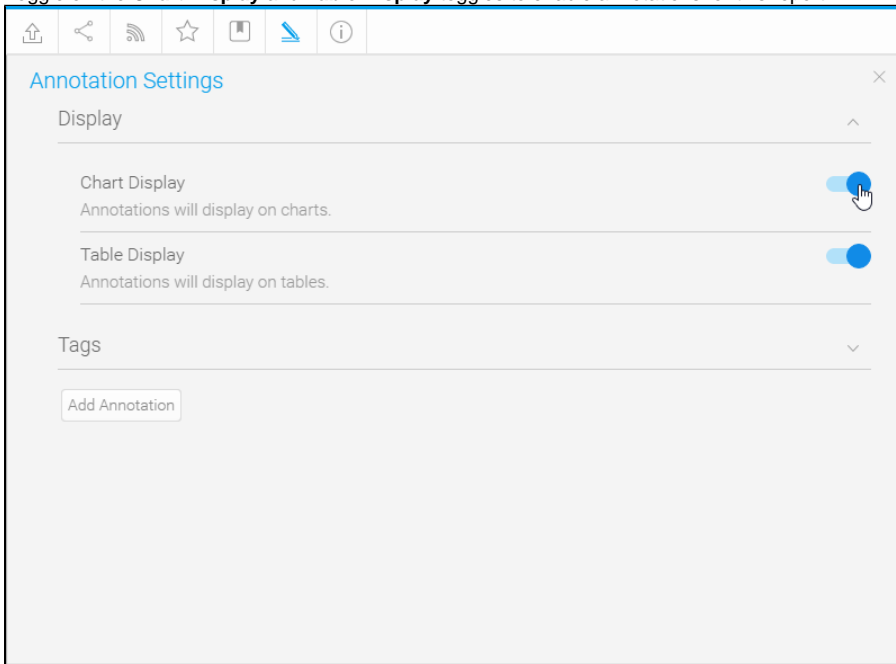 Annotation Settings
Display
Chart Display
Annotations will display on charts.
Table Display
Annotations will display on tables.
Tags
Add Annotation